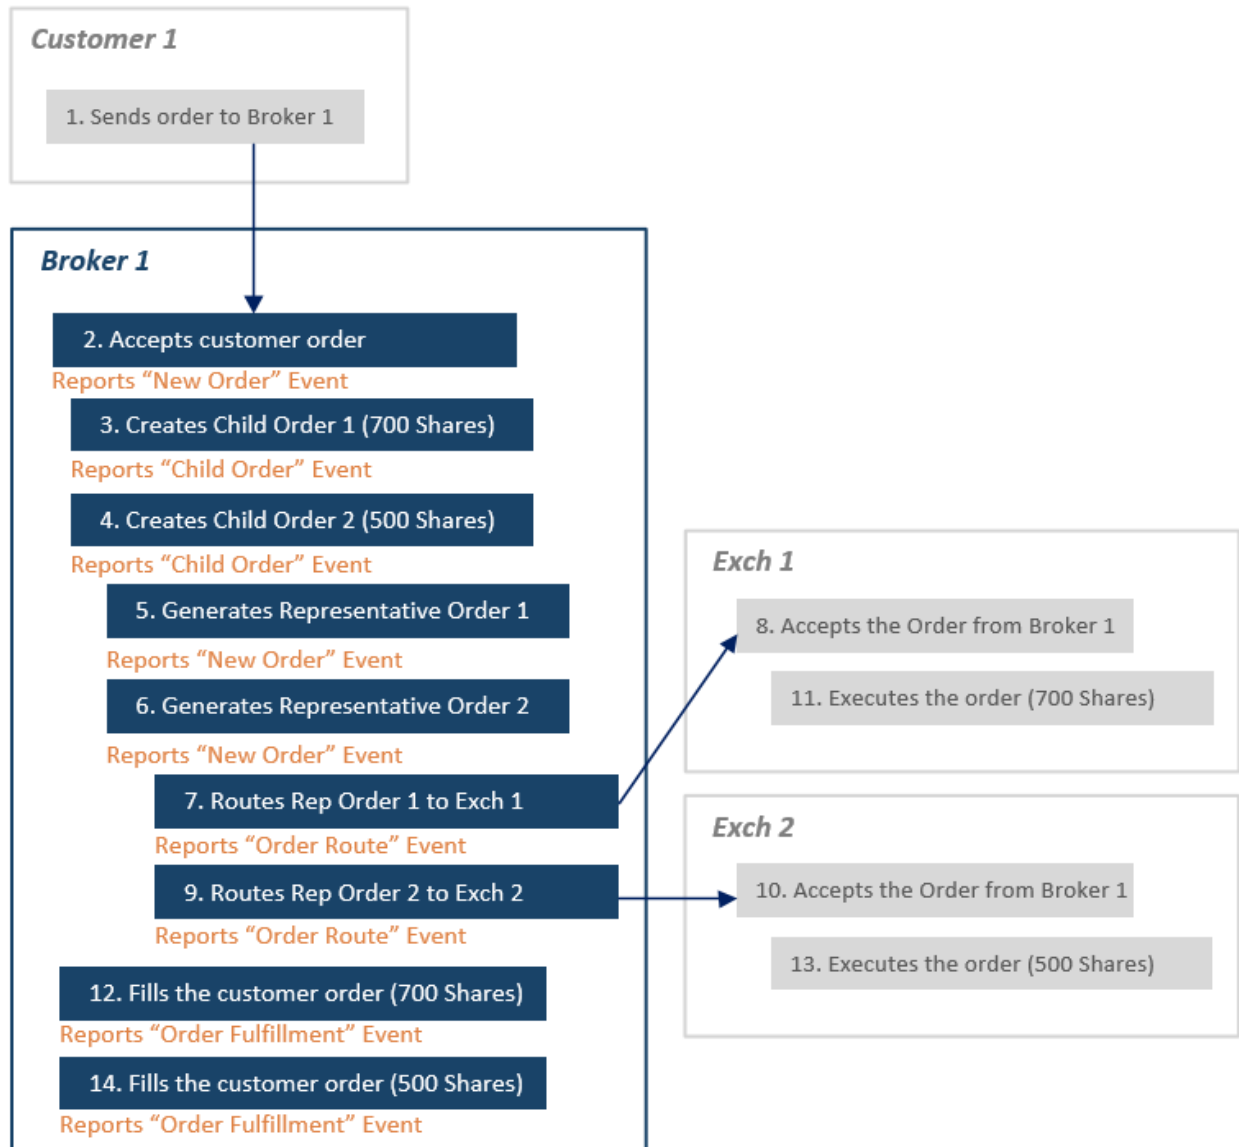 Customer 1
1. Sends order to Broker 1
Broker 1
2. Accepts customer order
Reports “New Order” Event
3. Creates Child Order 1 (700 Shares)
Reports “Child Order” Event
4. Creates Child Order 2 (500 Shares)
Reports “Child Order” Event
5. Generates Representative Order 1
Reports “New Order” Event
6. Generates Representative Order 2
Reports “New Order” Event
7. Routes Rep Order 1 to Exch 1
Reports “Order Route” Event
9. Routes Rep Order 2 to Exch 2
Reports “Order Route” Event
12. Fills the customer order (700 Shares)
Reports “Order Fulfillment” Event
14. Fills the customer order (500 Shares)
Reports “Order Fulfillment” Event
Exch 1
8. Accepts the Order from Broker 1
11. Executes the order (700 Shares)
Exch 2
10. Accepts the Order from Broker 1
13. Executes the order (500 Shares)